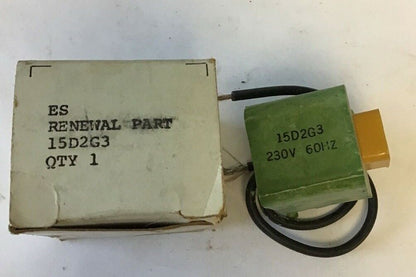 ES
RENEWAL PART
15D2G3
QTY 1
15D2G3
230V 60HZ